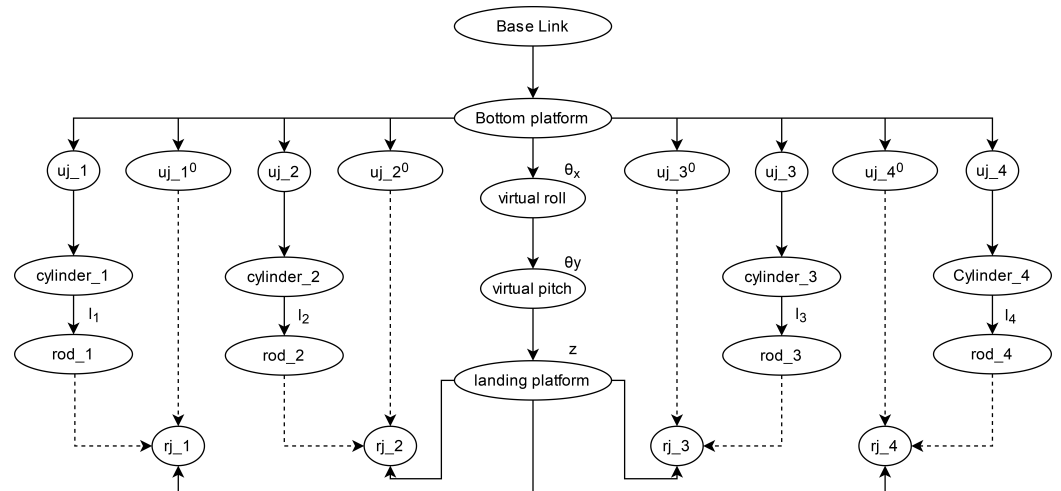 Base Link
Bottom platform
uj_1
uj_1⁰
uj_2
uj_2⁰
θx
virtual roll
uj_3⁰
uj_3
uj_4⁰
uj_4
θy
virtual pitch
cylinder_1
cylinder_2
cylinder_3
Cylinder_4
l₁
l₂
l₃
l₄
rod_1
rod_2
z
landing platform
rod_3
rod_4
rj_1
rj_2
rj_3
rj_4